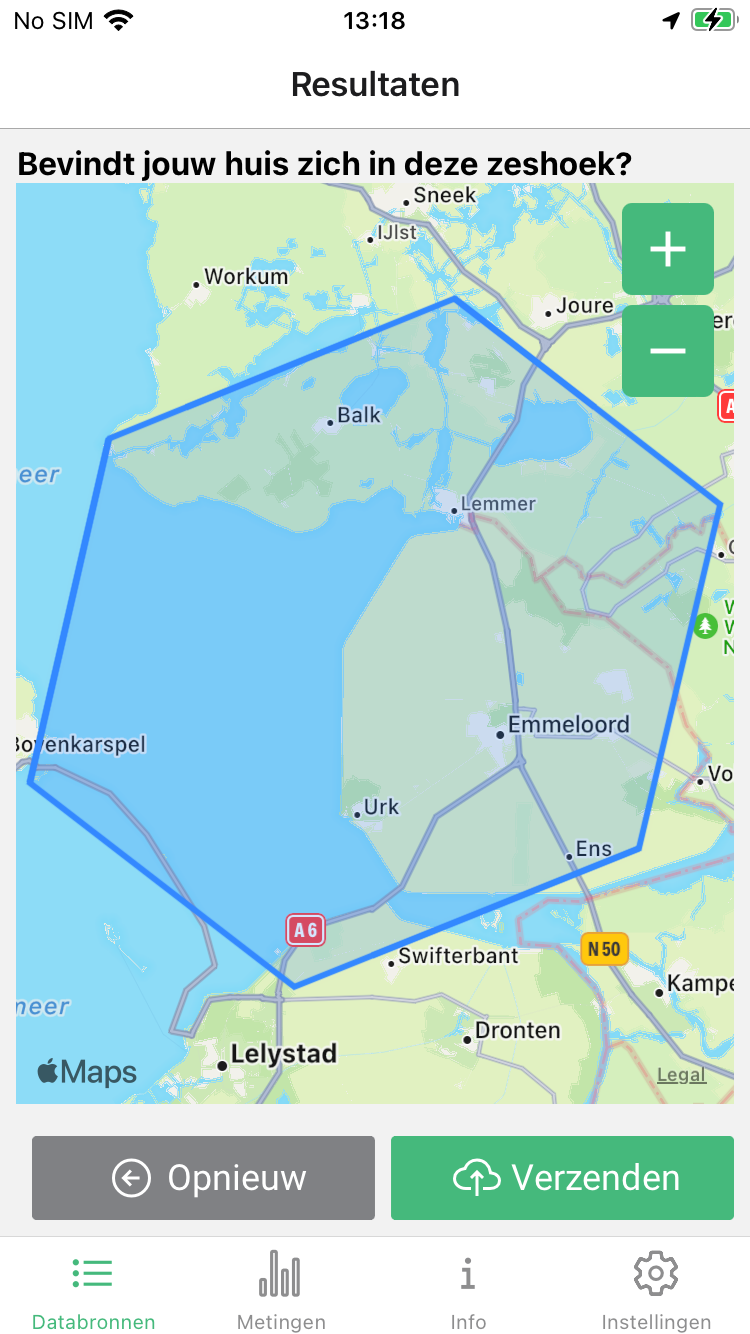 No SIM 13:18
Resultaten
Bevindt jouw huis zich in deze zeshoek?
Sneek
IJlst
Workum
Joure
Balk
eer
Lemmer
Bovenkarspel
Emmeloord
Vo
Urk
Ens
A6
Swifterbant
N50
Kampe
meer
Dronten
Lelystad
Maps
Legal
Opnieuw
Verzenden
Databronnen Metingen Info Instellingen